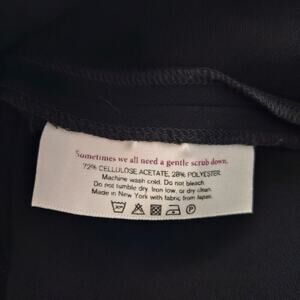 Sometimes we all need a gentle scrub down.
72% CELLULOSE ACETATE, 28% POLYESTER
Machine wash cold. Do not bleach.
Do not tumble dry. Iron low, or dry clean.
Made in New York with fabric from Japan.